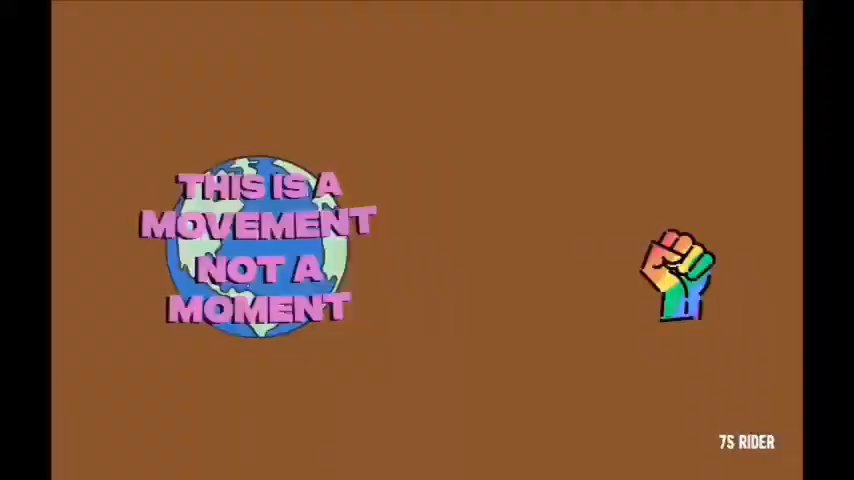 THIS IS A
MOVEMENT
NOT A
MOMENT
7S RIDER